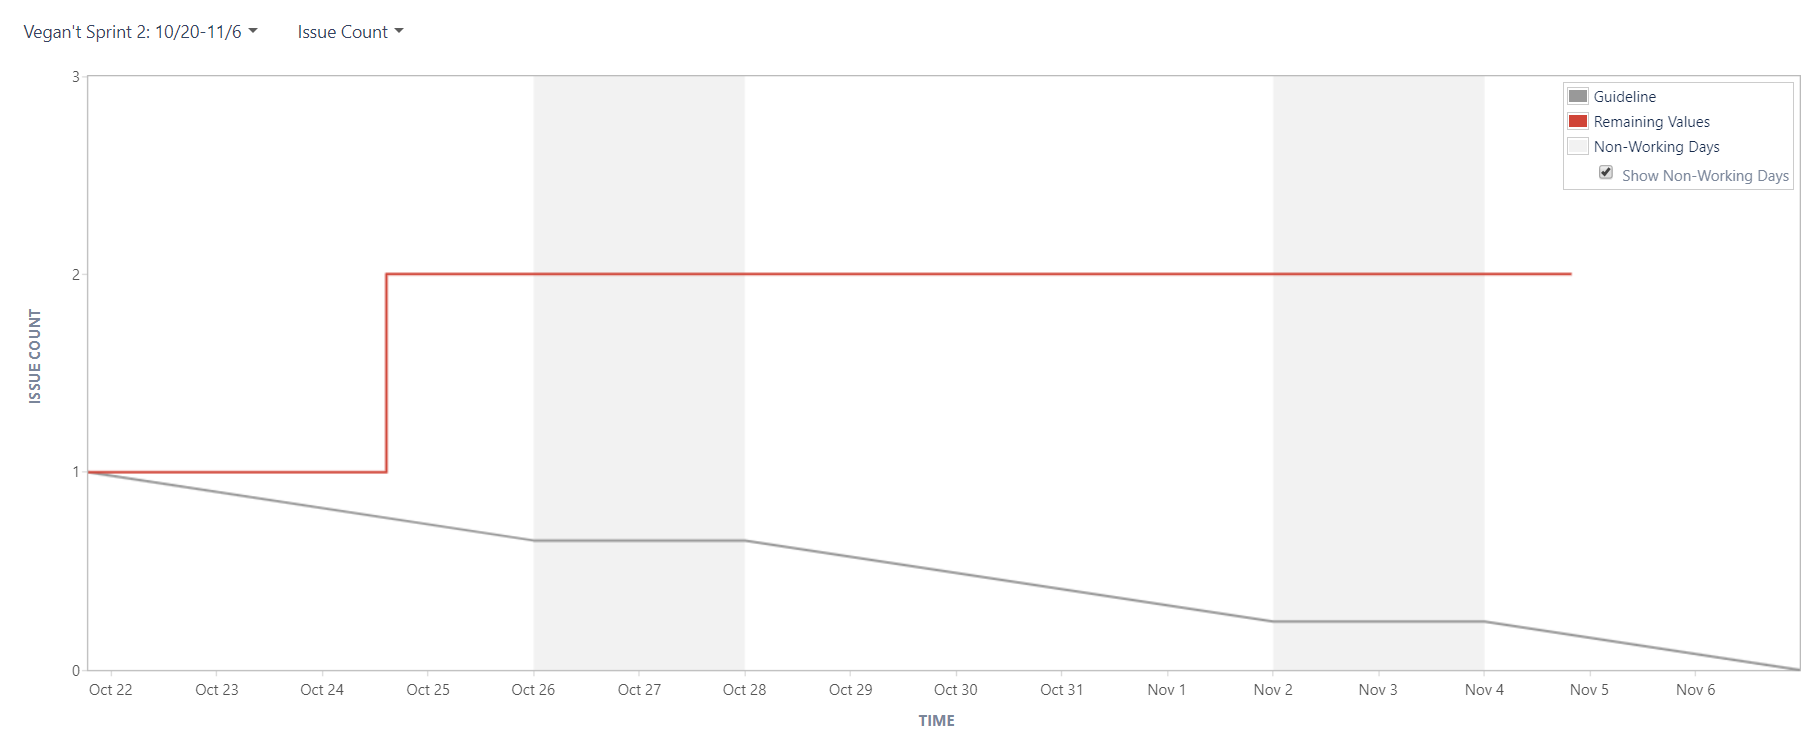 Vegan't Sprint 2: 10/20-11/6 Issue Count
3
Guideline
Remaining Values
Non-Working Days
Show Non-Working Days
2
ISSUE COUNT
1
0
Oct 22 Oct 23 Oct 24 Oct 25 Oct 26 Oct 27 Oct 28 Oct 29 Oct 30 Oct 31 Nov 1 Nov 2 Nov 3 Nov 4 Nov 5 Nov 6
TIME